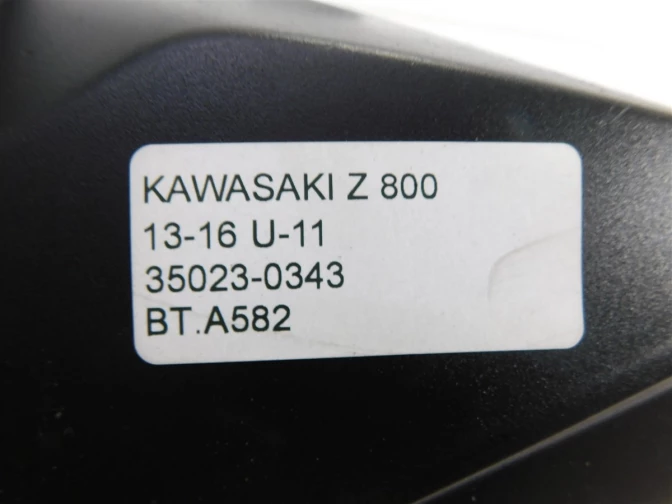 KAWASAKI Z 800
13-16 U-11
35023-0343
BT.A582